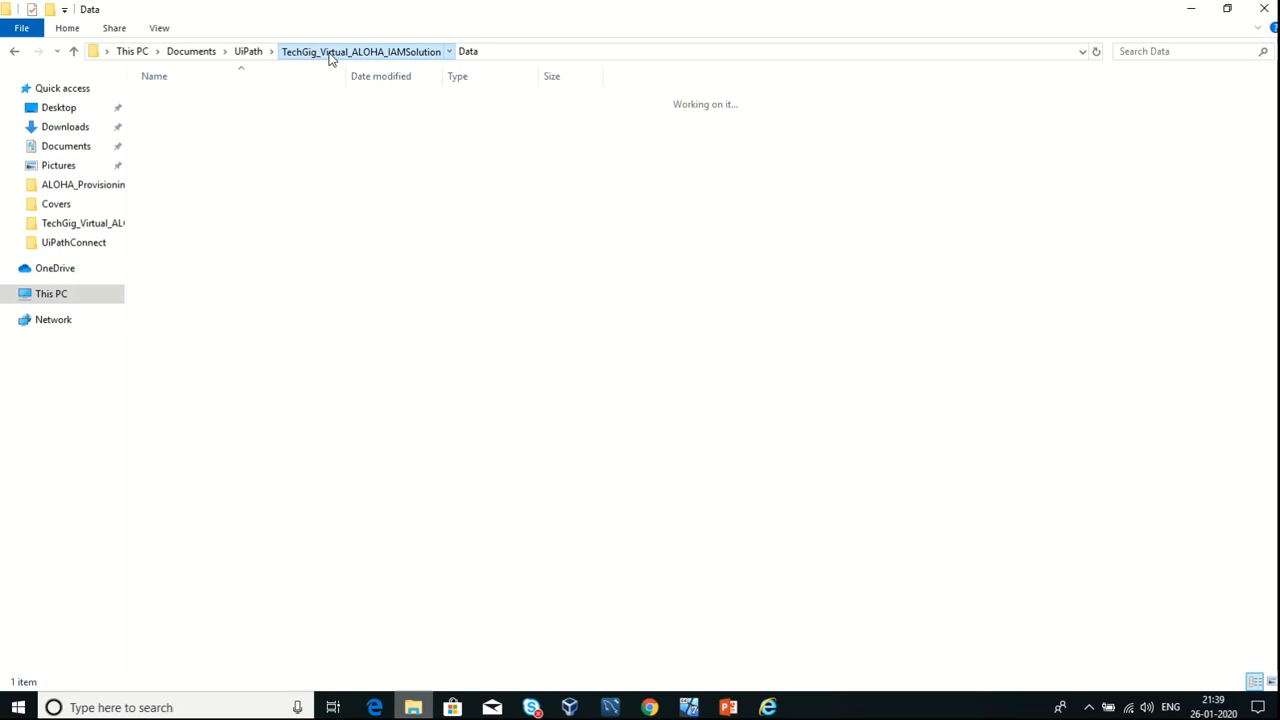 Data
File Home Share View
This PC Documents UiPath TechGig_Virtual_ALOHA_IAMSolution Data Search Data
Name Date modified Type Size
Working on it...
Quick access
Desktop
Downloads
Documents
Pictures
ALOHA_Provisionin
Covers
TechGig_Virtual_AL
UiPathConnect
OneDrive
This PC
Network
1 item
Type here to search
ENG
21:39
26-01-2020